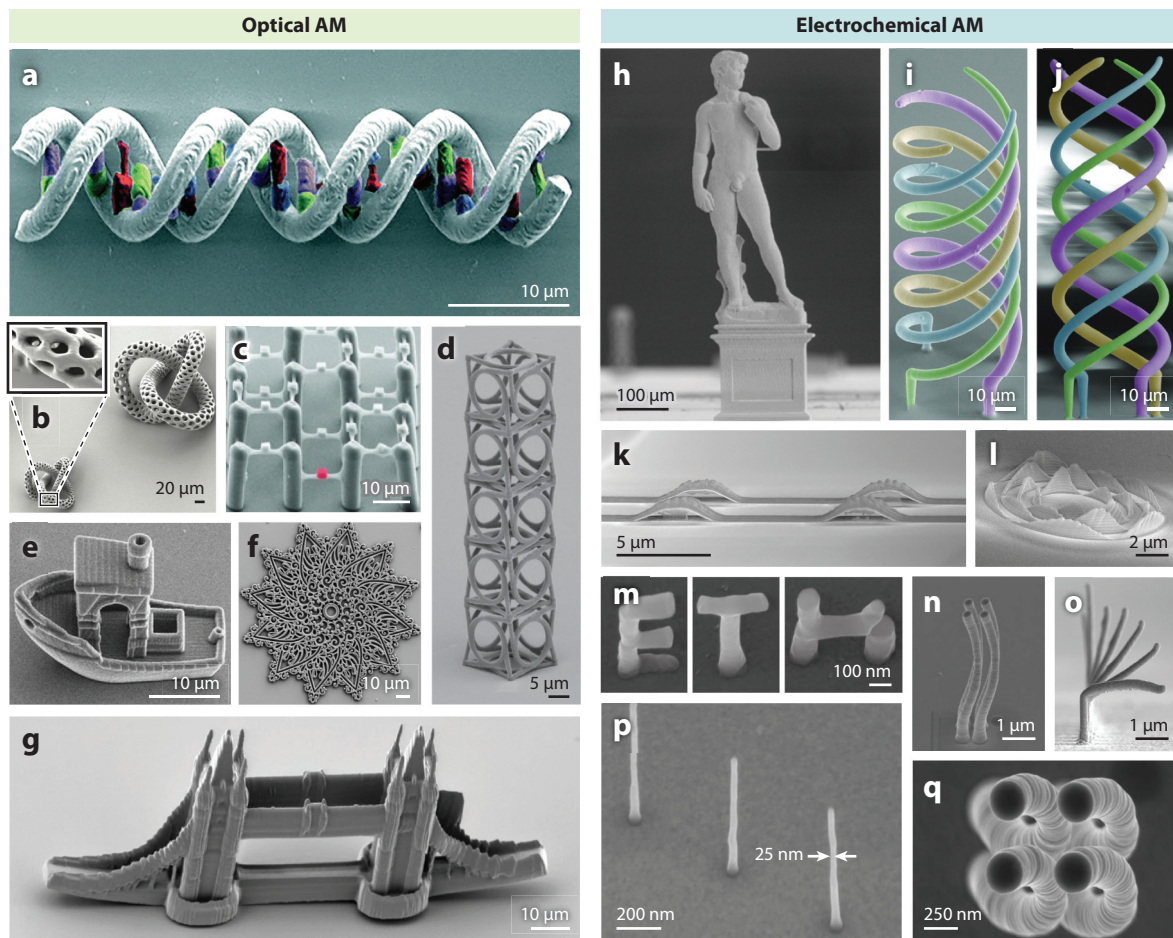 Optical AM
Electrochemical AM
a
10 µm
b
20 µm
c
10 µm
d
5 µm
e
10 µm
f
10 µm
g
10 µm
h
100 µm
i
10 µm
j
10 µm
k
5 µm
l
2 µm
m
100 nm
n
1 µm
o
1 µm
p
25 nm
200 nm
q
250 nm